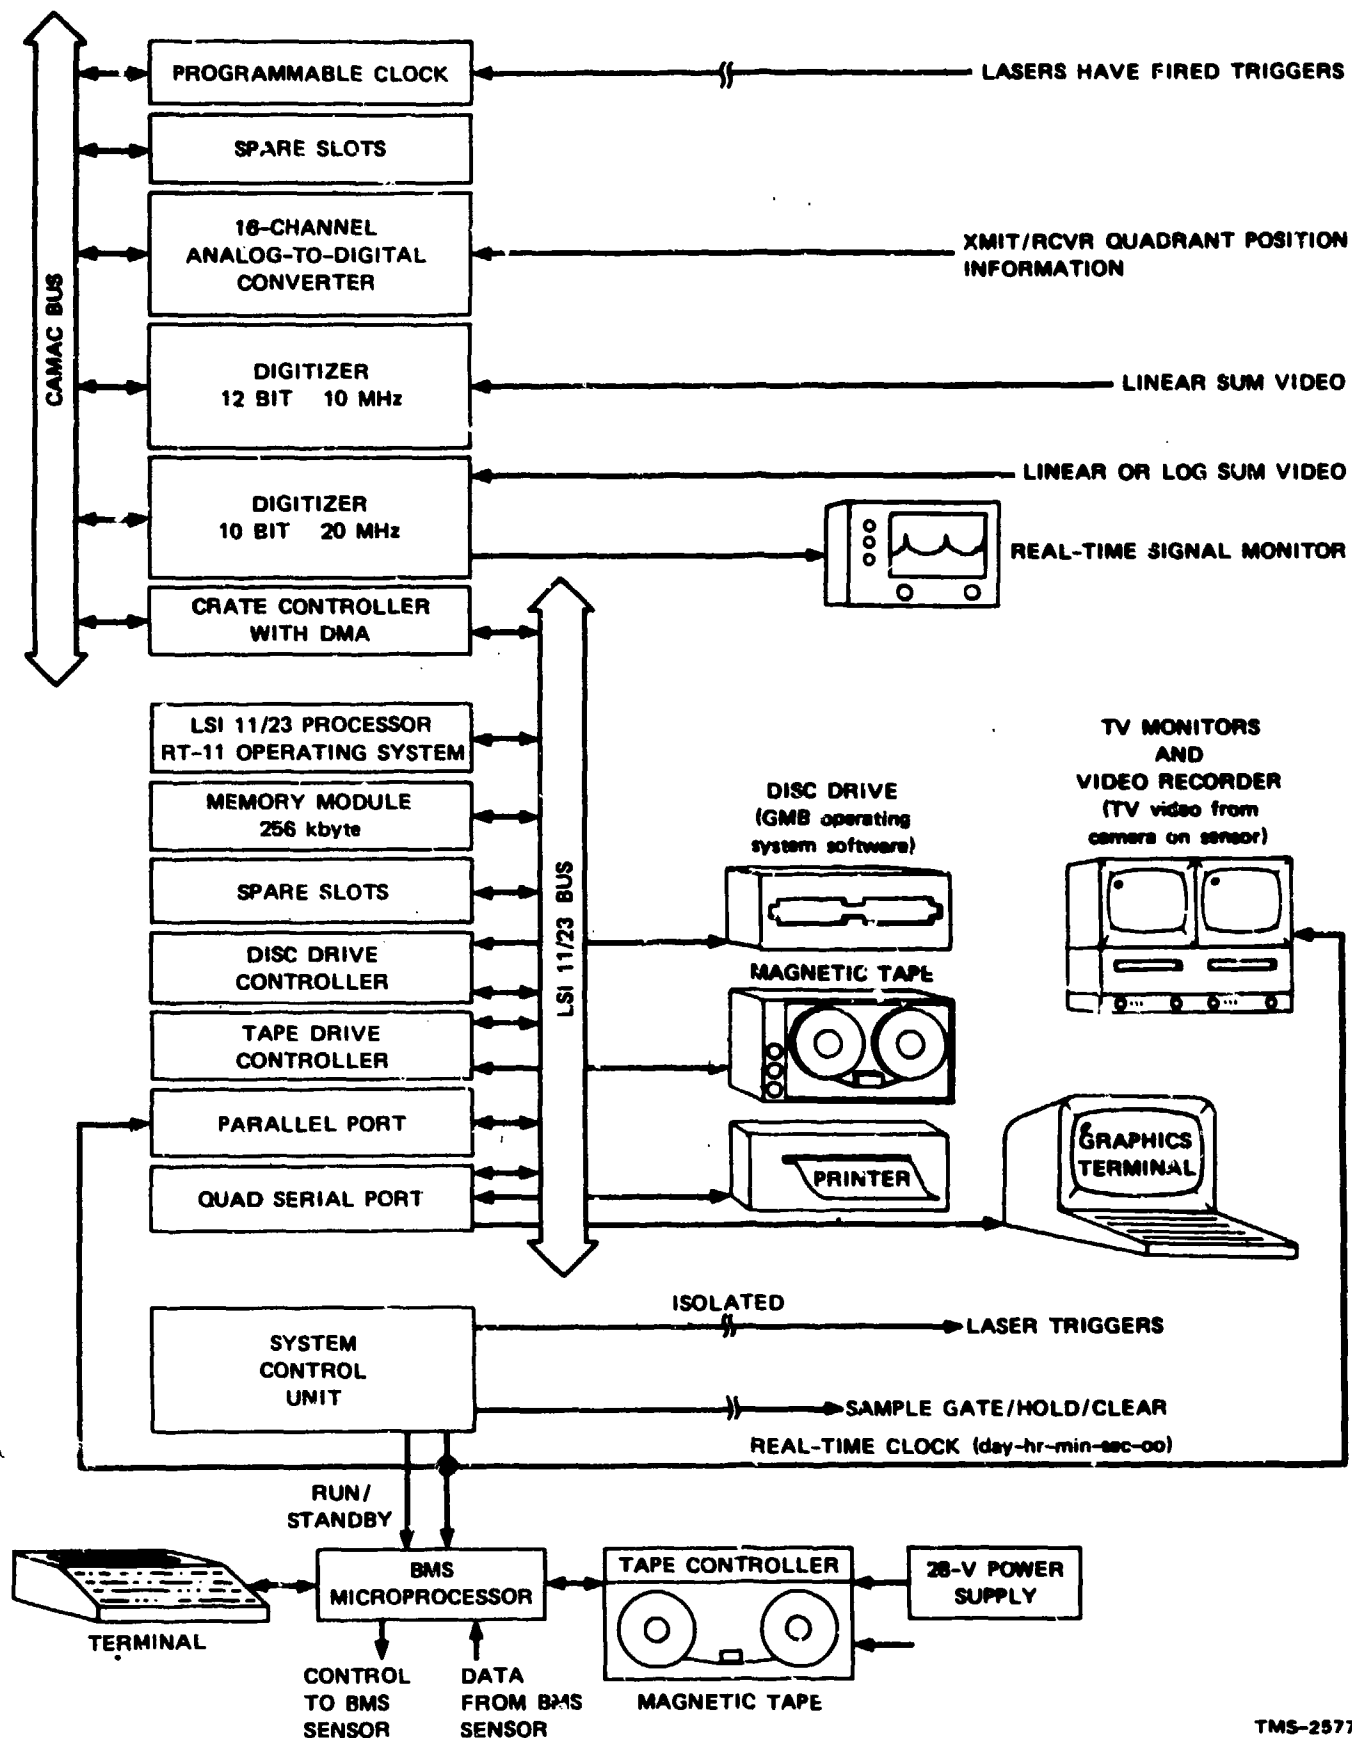 PROGRAMMABLE CLOCK
LASERS HAVE FIRED TRIGGERS
SPARE SLOTS
16-CHANNEL
ANALOG-TO-DIGITAL
CONVERTER
XMIT/RCVR QUADRANT POSITION
INFORMATION
CAMAC BUS
DIGITIZER
12 BIT 10 MHz
LINEAR SUM VIDEO
DIGITIZER
10 BIT 20 MHz
LINEAR OR LOG SUM VIDEO
REAL-TIME SIGNAL MONITOR
CRATE CONTROLLER
WITH DMA
LSI 11/23 PROCESSOR
RT-11 OPERATING SYSTEM
MEMORY MODULE
256 kbyte
SPARE SLOTS
DISC DRIVE
CONTROLLER
TAPE DRIVE
CONTROLLER
PARALLEL PORT
QUAD SERIAL PORT
LSI 11/23 BUS
DISC DRIVE
(GMB operating
system software)
MAGNETIC TAPE
PRINTER
TV MONITORS
AND
VIDEO RECORDER
(TV video from
camera on sensor)
GRAPHICS
TERMINAL
SYSTEM
CONTROL
UNIT
ISOLATED
LASER TRIGGERS
SAMPLE GATE/HOLD/CLEAR
REAL-TIME CLOCK (day-hr-min-sec-oo)
RUN/
STANDBY
TERMINAL
BMS
MICROPROCESSOR
TAPE CONTROLLER
28-V POWER
SUPPLY
CONTROL
TO BMS
SENSOR
DATA
FROM BMS
SENSOR
MAGNETIC TAPE
TMS-2577